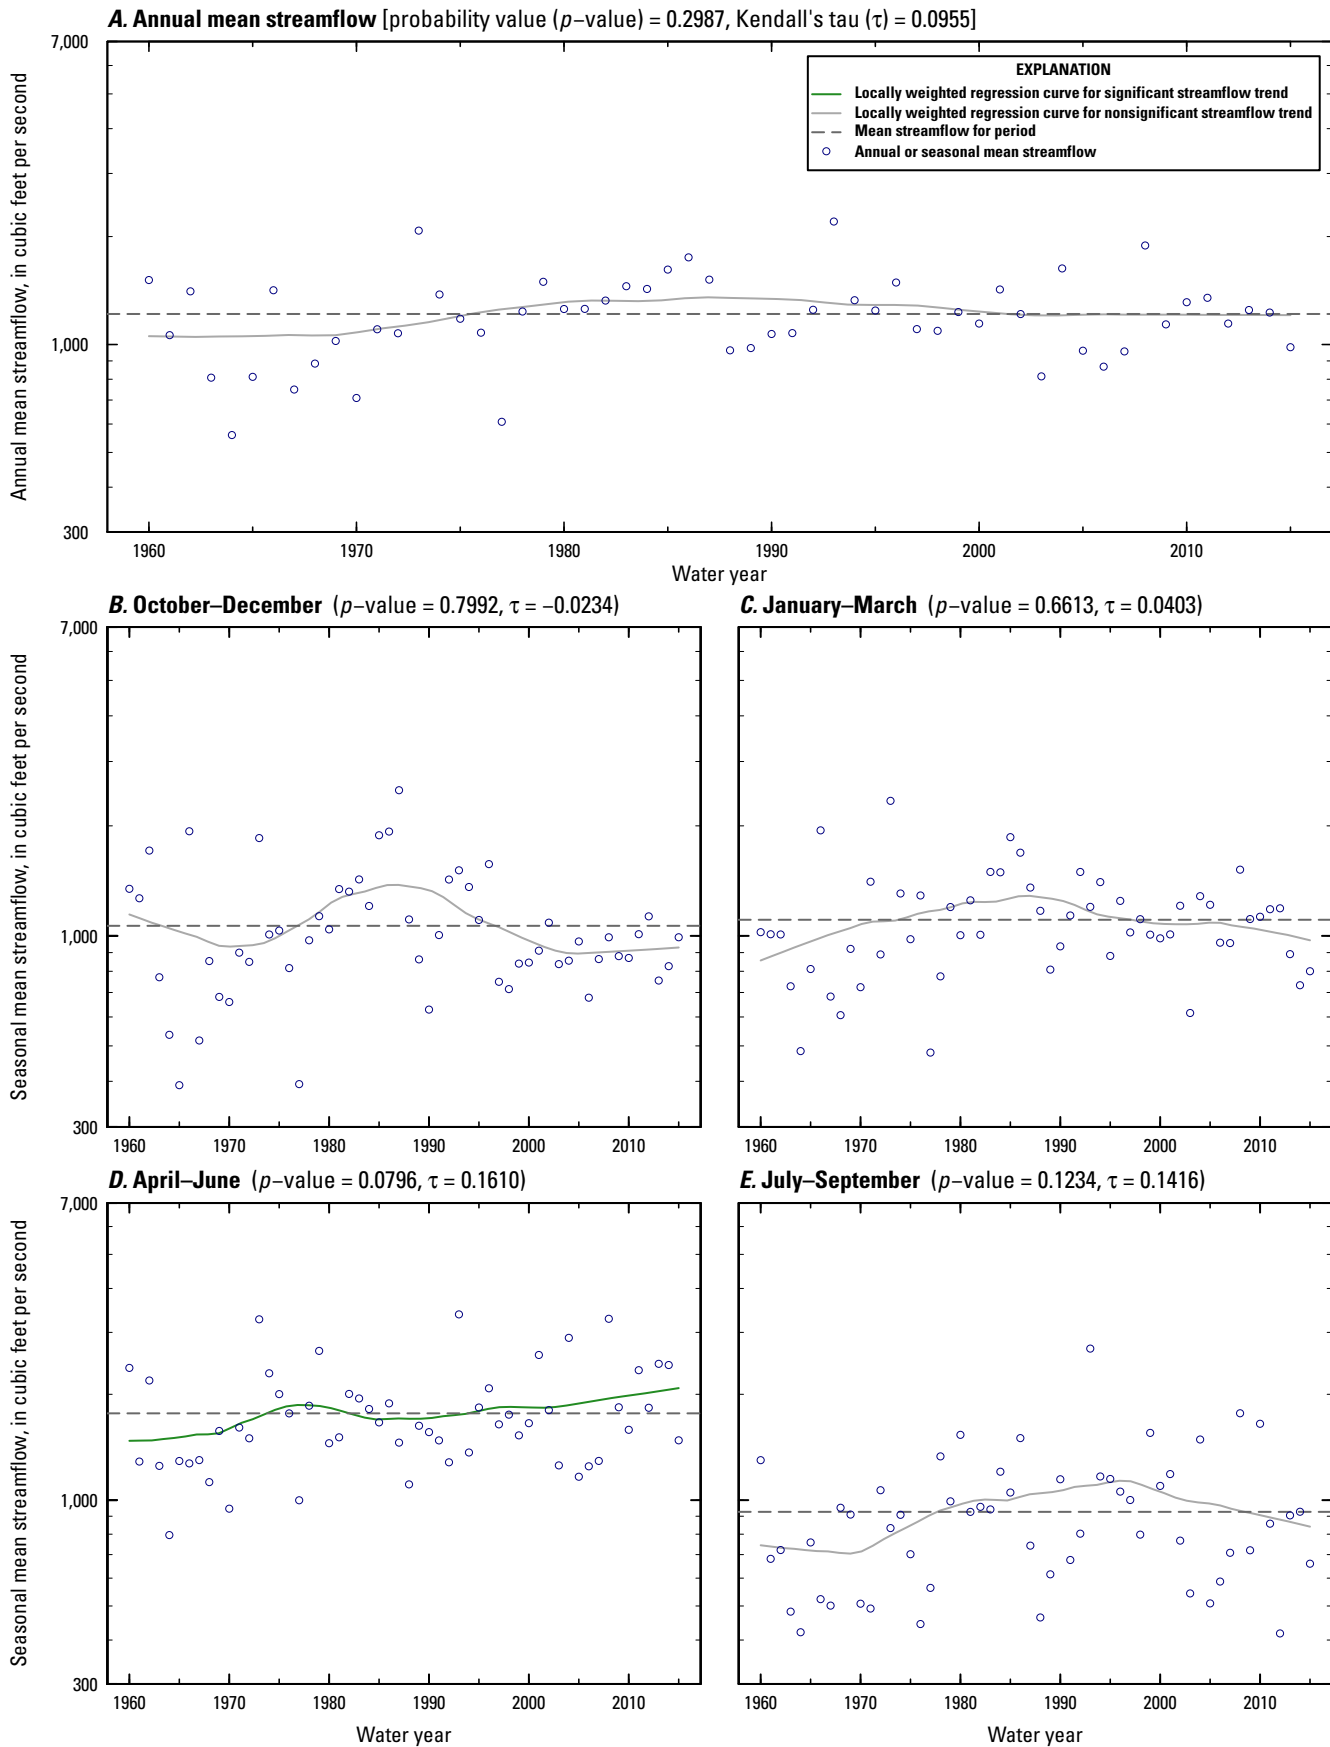 A. Annual mean streamflow [probability value (p−value) = 0.2987, Kendall's tau (τ) = 0.0955]
7,000
1,000
300
Annual mean streamflow, in cubic feet per second
EXPLANATION
Locally weighted regression curve for significant streamflow trend
Locally weighted regression curve for nonsignificant streamflow trend
Mean streamflow for period
Annual or seasonal mean streamflow
1960 1970 1980 1990 2000 2010
Water year
B. October–December (p−value = 0.7992, τ = −0.0234)
7,000
1,000
300
Seasonal mean streamflow, in cubic feet per second
1960 1970 1980 1990 2000 2010
C. January–March (p−value = 0.6613, τ = 0.0403)
1960 1970 1980 1990 2000 2010
D. April–June (p−value = 0.0796, τ = 0.1610)
7,000
1,000
300
Seasonal mean streamflow, in cubic feet per second
1960 1970 1980 1990 2000 2010
Water year
E. July–September (p−value = 0.1234, τ = 0.1416)
1960 1970 1980 1990 2000 2010
Water year